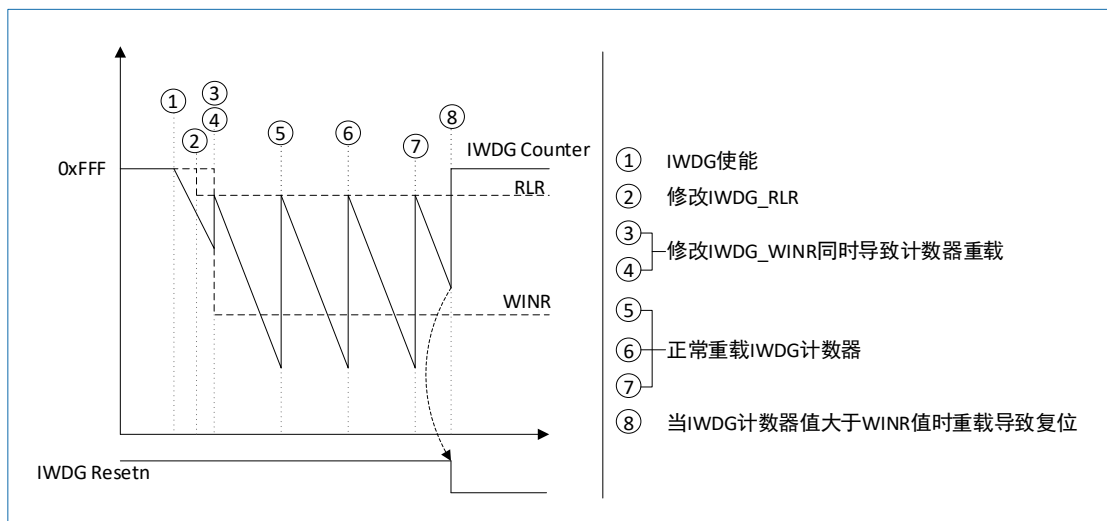 ①
③
④
②
⑤
⑥
⑦
⑧
IWDG Counter
0xFFF
RLR
WINR
IWDG Resetn
① IWDG使能
② 修改IWDG_RLR
③
④
修改IWDG_WINR同时导致计数器重载
⑤
⑥ 正常重载IWDG计数器
⑦
⑧ 当IWDG计数器值大于WINR值时重载导致复位